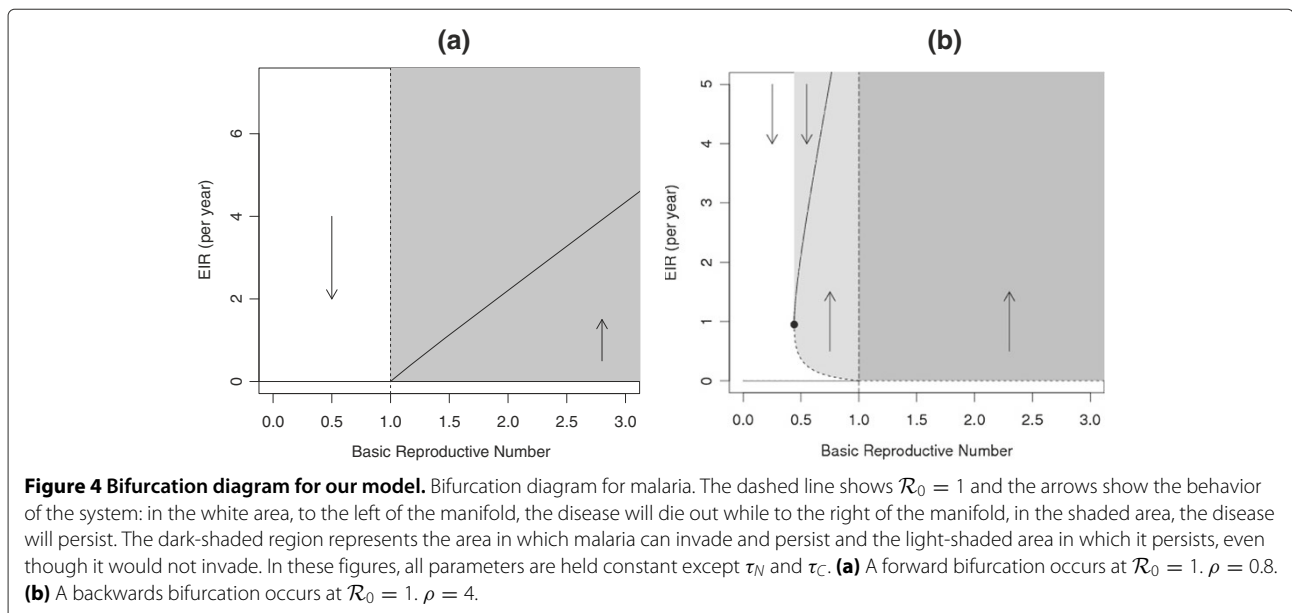 (a)
(b)
EIR (per year)
6
4
2
0
0.0 0.5 1.0 1.5 2.0 2.5 3.0
Basic Reproductive Number
EIR (per year)
5
4
3
2
1
0
0.0 0.5 1.0 1.5 2.0 2.5 3.0
Basic Reproductive Number
Figure 4 Bifurcation diagram for our model. Bifurcation diagram for malaria. The dashed line shows R₀ = 1 and the arrows show the behavior
of the system: in the white area, to the left of the manifold, the disease will die out while to the right of the manifold, in the shaded area, the disease
will persist. The dark-shaded region represents the area in which malaria can invade and persist and the light-shaded area in which it persists, even
though it would not invade. In these figures, all parameters are held constant except τN and τC. (a) A forward bifurcation occurs at R₀ = 1. ρ = 0.8.
(b) A backwards bifurcation occurs at R₀ = 1. ρ = 4.